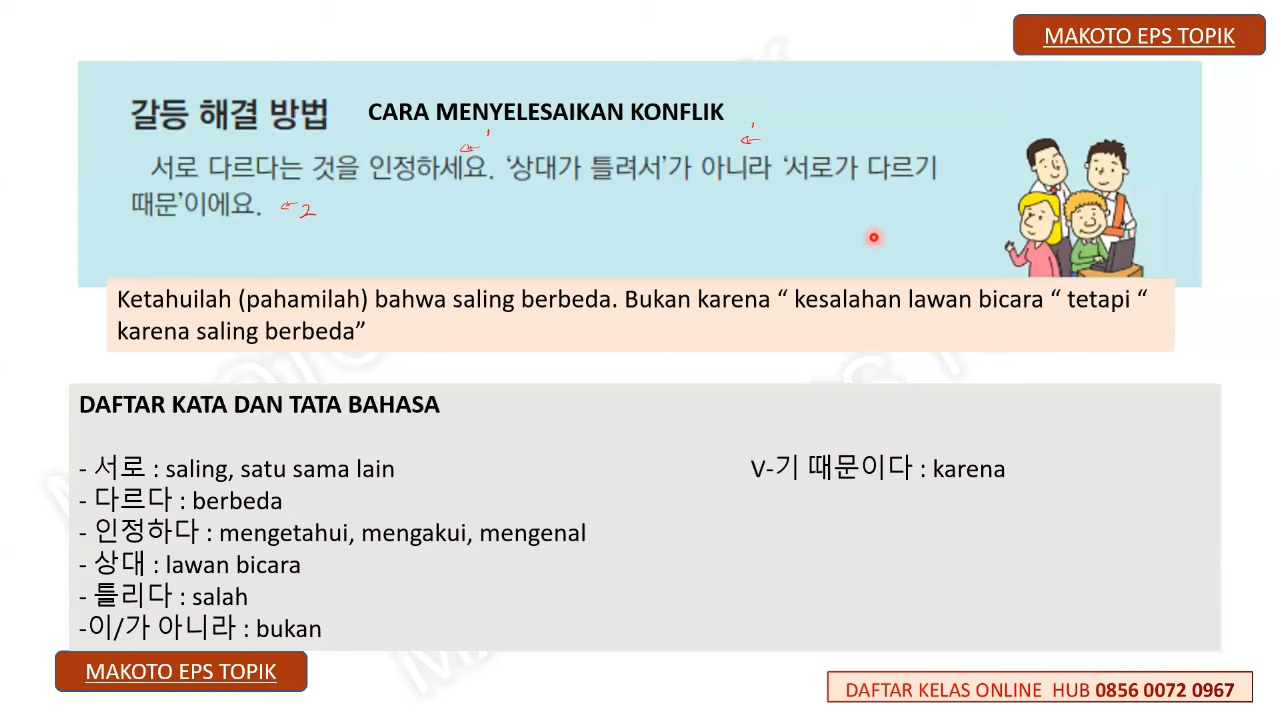 MAKOTO EPS TOPIK
갈등 해결 방법 CARA MENYELESAIKAN KONFLIK
서로 다르다는 것을 인정하세요. ‘상대가 틀려서’가 아니라 ‘서로가 다르기
때문’이에요. 2
Ketahuilah (pahamilah) bahwa saling berbeda. Bukan karena “ kesalahan lawan bicara “ tetapi “
karena saling berbeda”
DAFTAR KATA DAN TATA BAHASA
- 서로 : saling, satu sama lain
- 다르다 : berbeda
- 인정하다 : mengetahui, mengakui, mengenal
- 상대 : lawan bicara
- 틀리다 : salah
-이/가 아니라 : bukan
V-기 때문이다 : karena
MAKOTO EPS TOPIK
DAFTAR KELAS ONLINE HUB 0856 0072 0967